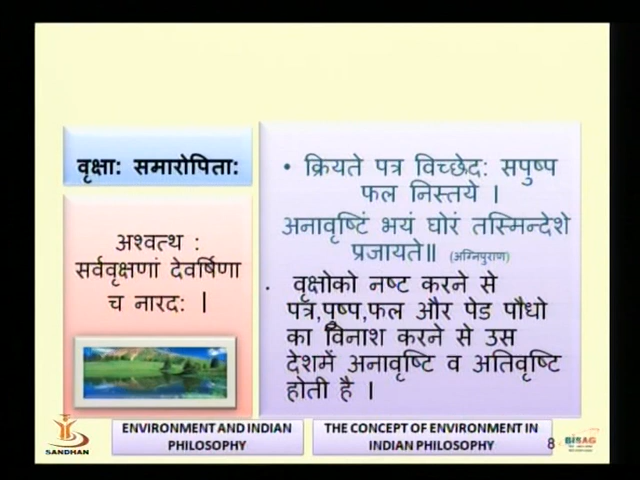 वृक्षा: समारोपिता:
अश्वत्थ :
सर्ववृक्षणां देवर्षिणा
च नारद: |
• क्रियते पत्र विच्छेद: सपुष्प
फल निस्तये ।
अनावृष्टिं भयं घोरं तस्मिन्देशे
प्रजायते॥ (अग्निपुराण)
. वृक्षोको नष्ट करने से
पत्र,पुष्प,फल और पेड पौधो
का विनाश करने से उस
देशमें अनावृष्टि व अतिवृष्टि
होती है ।
SANDHAN
ENVIRONMENT AND INDIAN
PHILOSOPHY
THE CONCEPT OF ENVIRONMENT IN
INDIAN PHILOSOPHY
8
BISAG